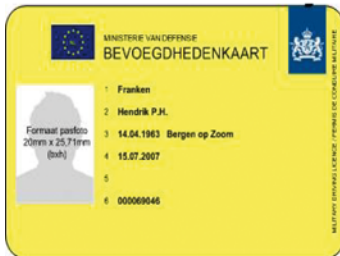 MINISTERIE VAN DEFENSIE
BEVOEGDHEDENKAART
1 Franken
2 Hendrik P.H.
3 14.04.1963 Bergen op Zoom
4 15.07.2007
5
6 000069046
Formaat pasfoto
20mm x 25,71mm
(bxh)
MILITARY DRIVING LICENCE / PERMIS DE CONDUIRE MILITAIRE